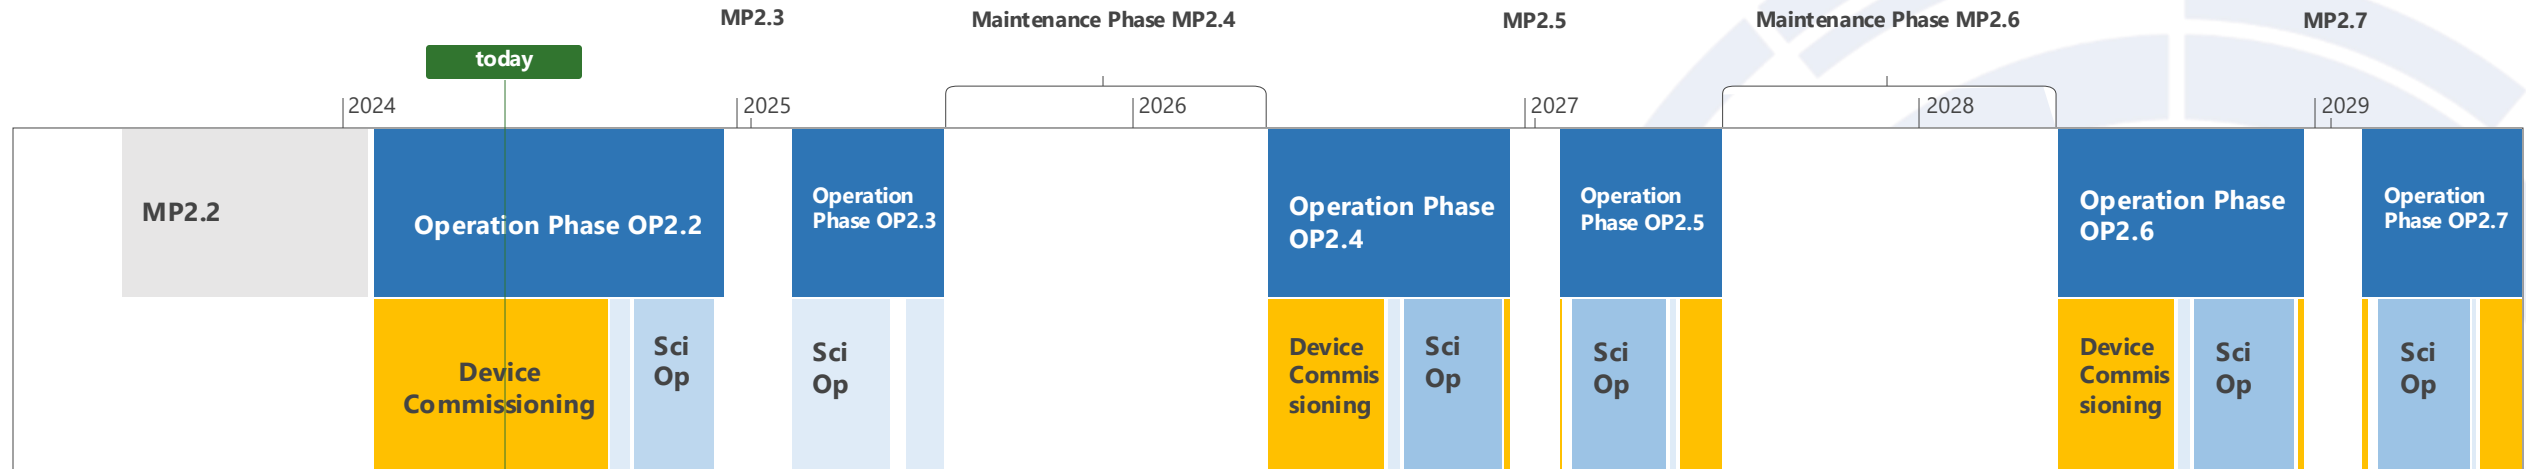 MP2.3
Maintenance Phase MP2.4
MP2.5
Maintenance Phase MP2.6
MP2.7
today
2024
2025
2026
2027
2028
2029
MP2.2
Operation Phase OP2.2
Operation
Phase OP2.3
Operation Phase
OP2.4
Operation
Phase OP2.5
Operation Phase
OP2.6
Operation
Phase OP2.7
Device
Commissioning
Sci
Op
Sci
Op
Device
Commis
sioning
Sci
Op
Sci
Op
Device
Commis
sioning
Sci
Op
Sci
Op